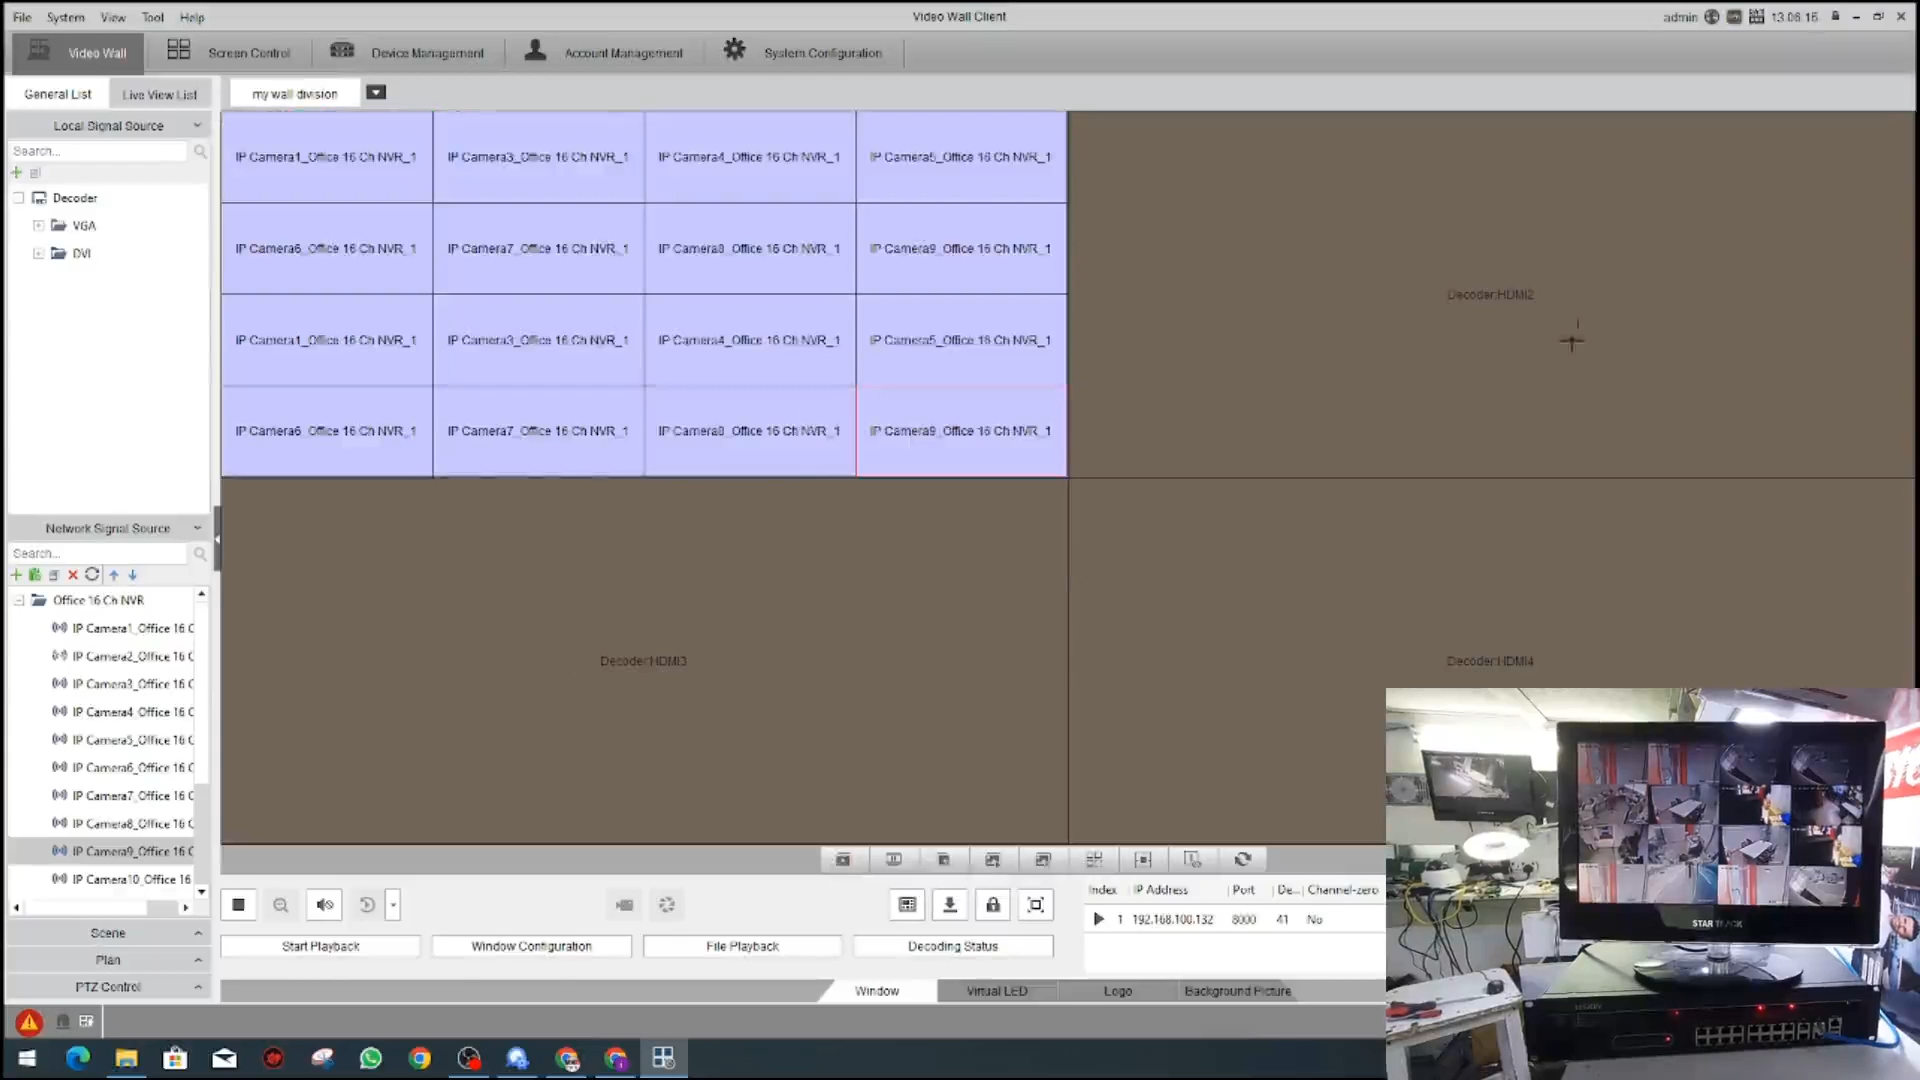 File System View Tool Help
Video Wall Client
admin 13:06:16
Video Wall
Screen Control
Device Management
Account Management
System Configuration
General List
Live View List
my wall division
Local Signal Source
Search...
Decoder
VGA
DVI
IP Camera1_Office 16 Ch NVR_1
IP Camera3_Office 16 Ch NVR_1
IP Camera4_Office 16 Ch NVR_1
IP Camera5_Office 16 Ch NVR_1
IP Camera6_Office 16 Ch NVR_1
IP Camera7_Office 16 Ch NVR_1
IP Camera8_Office 16 Ch NVR_1
IP Camera9_Office 16 Ch NVR_1
IP Camera1_Office 16 Ch NVR_1
IP Camera3_Office 16 Ch NVR_1
IP Camera4_Office 16 Ch NVR_1
IP Camera5_Office 16 Ch NVR_1
IP Camera6_Office 16 Ch NVR_1
IP Camera7_Office 16 Ch NVR_1
IP Camera8_Office 16 Ch NVR_1
IP Camera9_Office 16 Ch NVR_1
Decoder:HDMI2
Decoder:HDMI3
Decoder:HDMI4
Network Signal Source
Search...
Office 16 Ch NVR
IP Camera1_Office 16 C
IP Camera2_Office 16 C
IP Camera3_Office 16 C
IP Camera4_Office 16 C
IP Camera5_Office 16 C
IP Camera6_Office 16 C
IP Camera7_Office 16 C
IP Camera8_Office 16 C
IP Camera9_Office 16 C
IP Camera10_Office 16
Scene
Plan
PTZ Control
Start Playback
Window Configuration
File Playback
Decoding Status
Index IP Address Port De... Channel-zero
1 192.168.100.132 8000 41 No
Window
Virtual LED
Logo
Background Picture
STAR TRACK